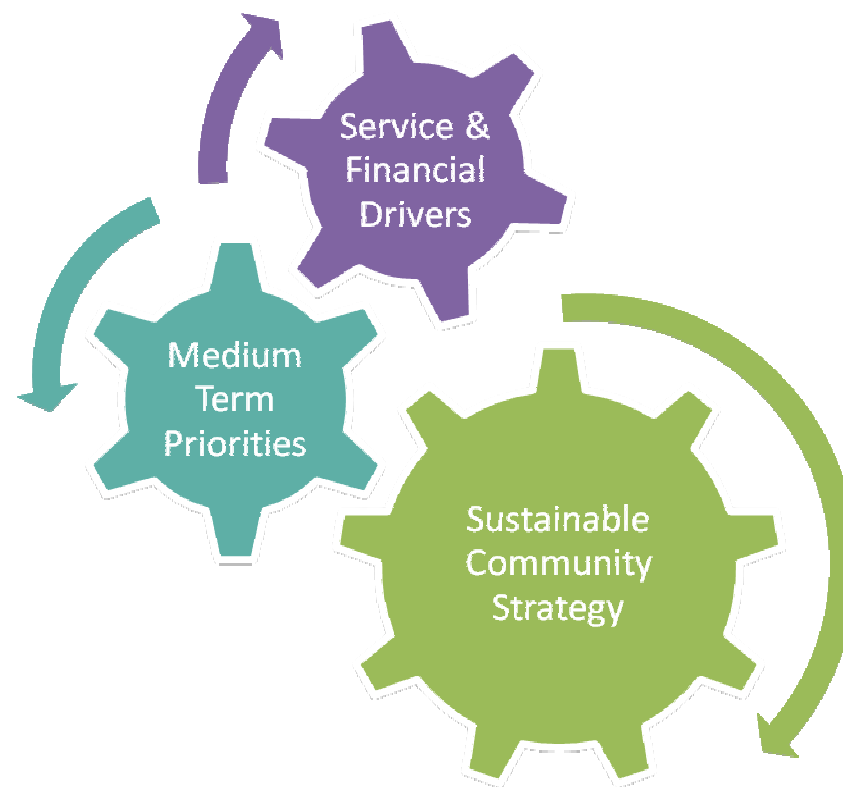 Service &
Financial
Drivers
Medium
Term
Priorities
Sustainable
Community
Strategy